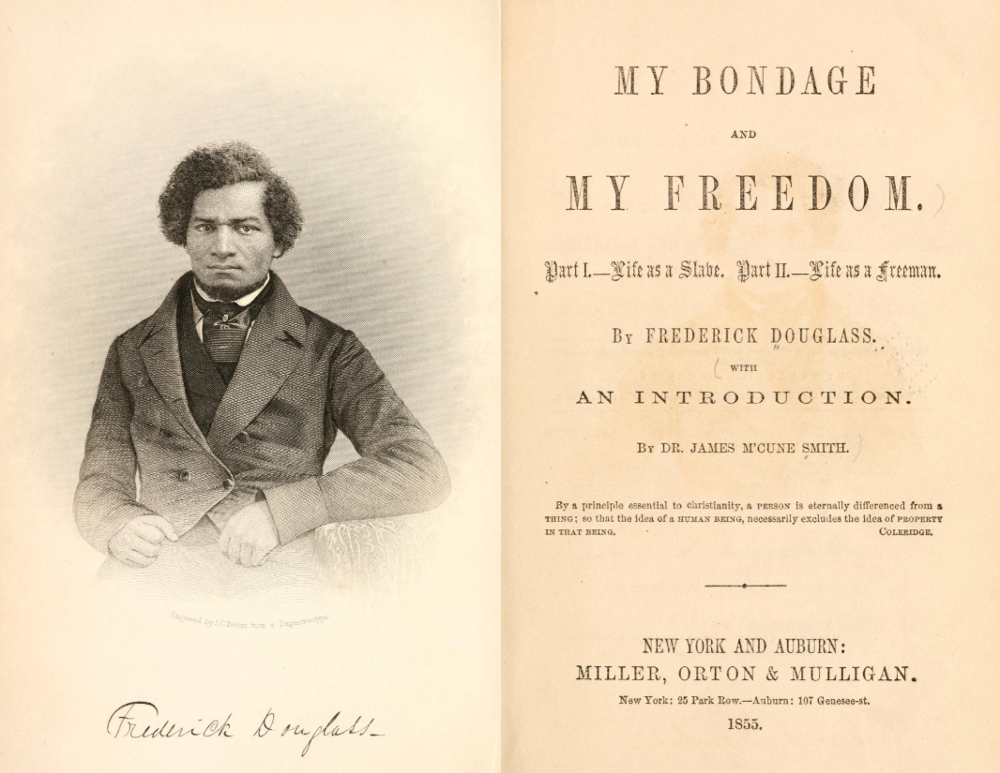 Engraved by J.C. Buttre from a Daguerreotype
Frederick Douglass
MY BONDAGE
AND
MY FREEDOM.
Part I.—Life as a Slave. Part II.—Life as a Freeman.
By FREDERICK DOUGLASS.
WITH
AN INTRODUCTION.
By DR. JAMES M'CUNE SMITH.
By a principle essential to christianity, a PERSON is eternally differenced from a
THING; so that the idea of a HUMAN BEING, necessarily excludes the idea of PROPERTY
IN THAT BEING. COLERIDGE.
NEW YORK AND AUBURN:
MILLER, ORTON & MULLIGAN.
New York: 25 Park Row.—Auburn: 107 Genesee-st.
1855.